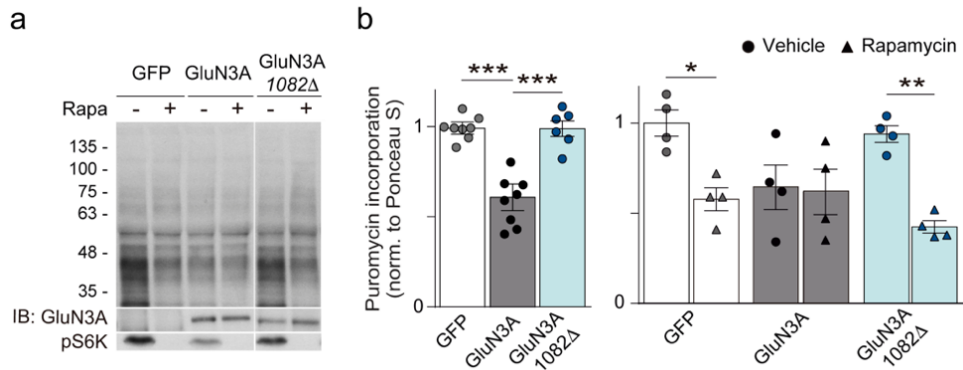 a
GFP GluN3A GluN3A
1082Δ
Rapa - + - + - +
135 -
100 -
75 -
63 -
48 -
35 -
IB: GluN3A
pS6K
b
● Vehicle ▲ Rapamycin
*** ***
* **
Puromycin incorporation
(norm. to Ponceau S)
1
0
GFP
GluN3A
GluN3A
1082Δ
1
0
GFP
GluN3A
GluN3A
1082Δ